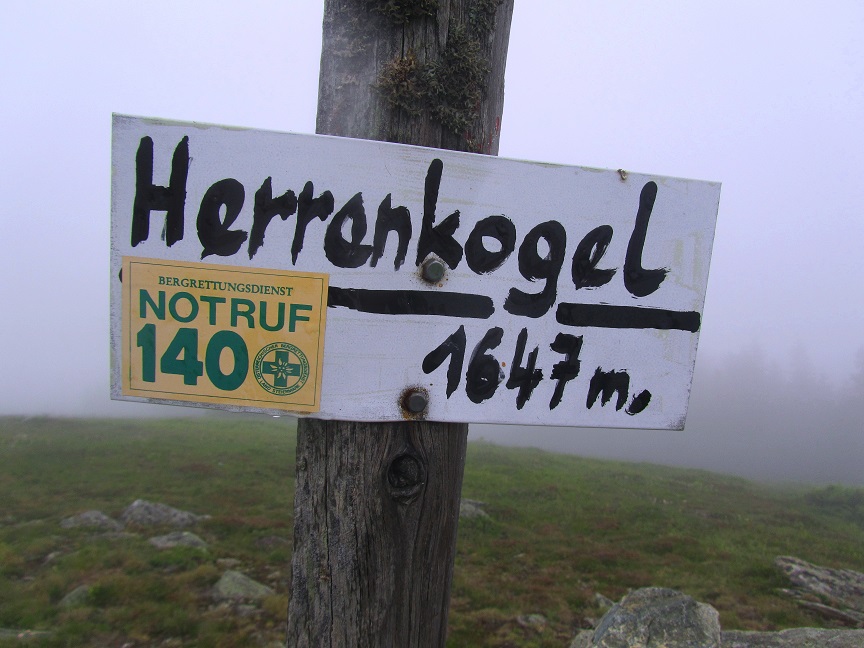 Herrenkogel
1647 m.
BERGRETTUNGSDIENST
NOTRUF
140